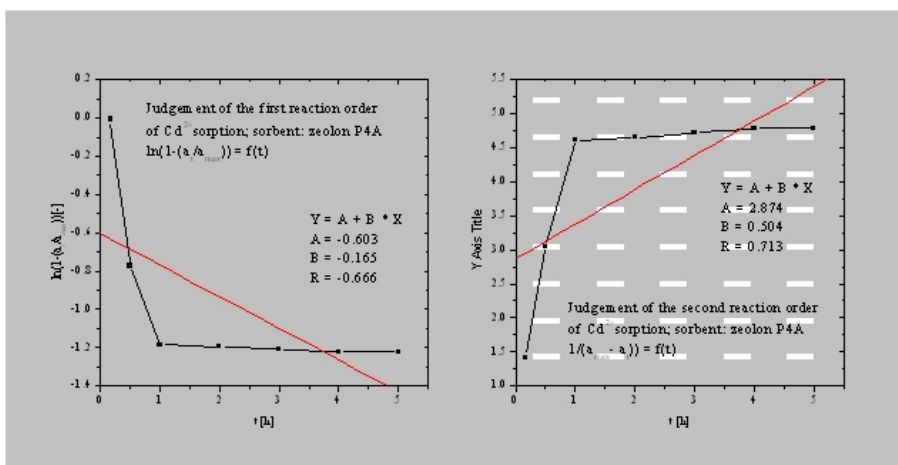 0.2
0.0
-0.2
-0.4
-0.6
-0.8
-1.0
-1.2
-1.4
0
1
2
3
4
5
t [h]
ln(1-(a/a))[-]
Judgement of the first reaction order
of Cd2+ sorption; sorbent: zeolon P4A
ln(1-(at/amax)) = f(t)
Y = A + B * X
A = -0.603
B = -0.165
R = -0.666
5.5
5.0
4.5
4.0
3.5
3.0
2.5
2.0
1.5
1.0
0
1
2
3
4
5
t [h]
Y Axis Title
Y = A + B * X
A = 2.874
B = 0.504
R = 0.713
Judgement of the second reaction order
of Cd2+ sorption; sorbent: zeolon P4A
1/(amax - at)) = f(t)